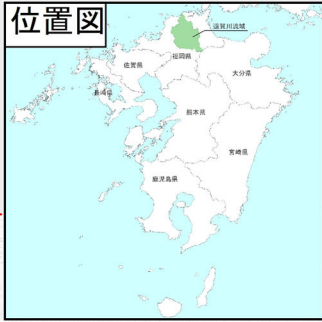 位置図
遠賀川流域
福岡県
佐賀県
大分県
長崎県
熊本県
宮崎県
鹿児島県